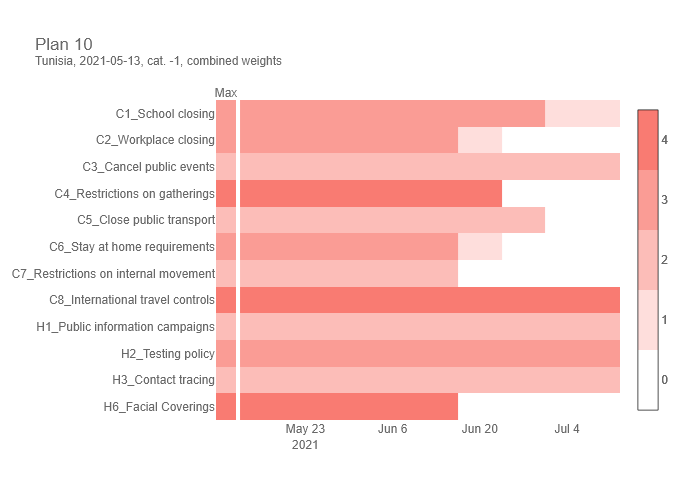 Plan 10
Tunisia, 2021-05-13, cat. -1, combined weights
Max
C1_School closing
C2_Workplace closing
C3_Cancel public events
C4_Restrictions on gatherings
C5_Close public transport
C6_Stay at home requirements
C7_Restrictions on internal movement
C8_International travel controls
H1_Public information campaigns
H2_Testing policy
H3_Contact tracing
H6_Facial Coverings
May 23
2021
Jun 6
Jun 20
Jul 4
4
3
2
1
0